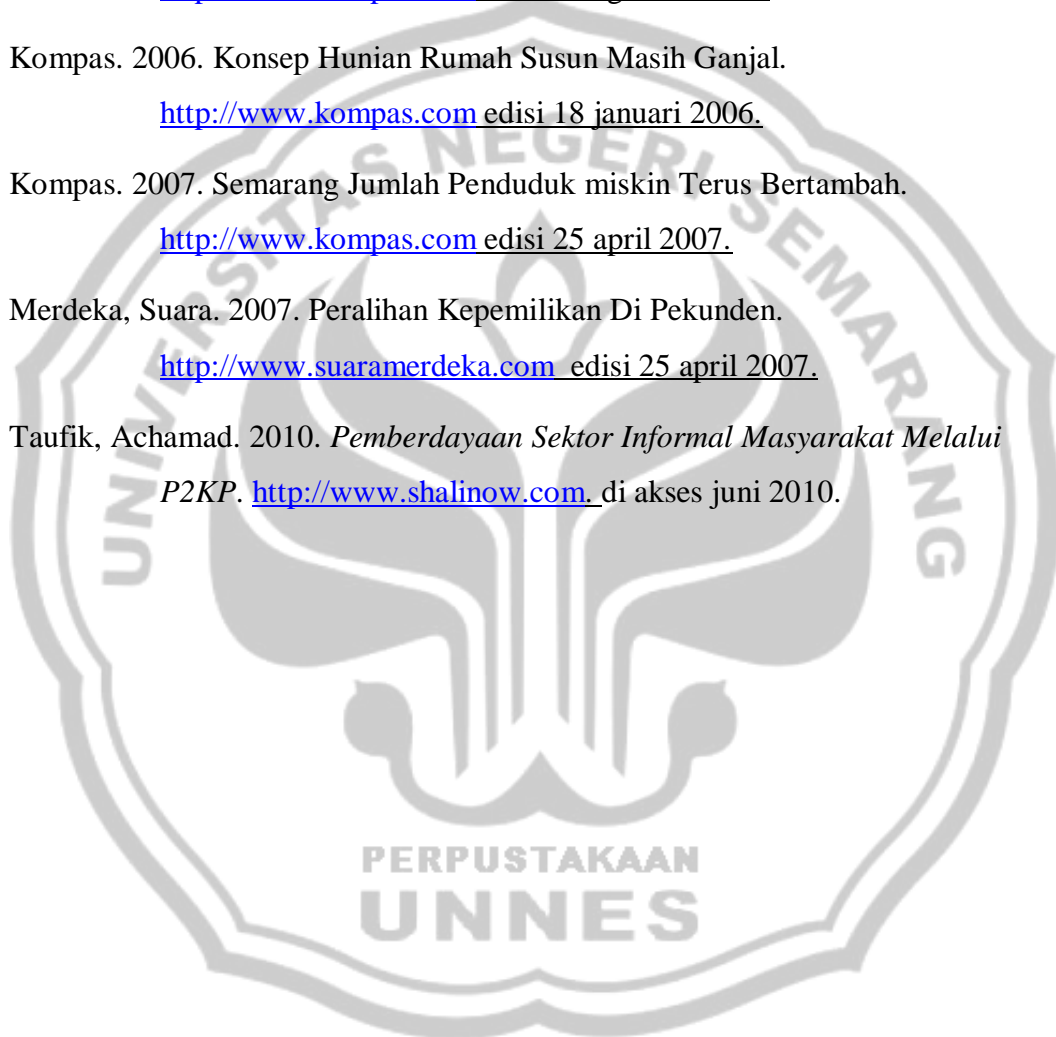 Kompas. 2006. Konsep Hunian Rumah Susun Masih Ganjal.
http://www.kompas.com edisi 18 januari 2006.
Kompas. 2007. Semarang Jumlah Penduduk miskin Terus Bertambah.
http://www.kompas.com edisi 25 april 2007.
Merdeka, Suara. 2007. Peralihan Kepemilikan Di Pekunden.
http://www.suaramerdeka.com edisi 25 april 2007.
Taufik, Achamad. 2010. Pemberdayaan Sektor Informal Masyarakat Melalui
P2KP. http://www.shalinow.com. di akses juni 2010.
UNIVERSITAS NEGERI SEMARANG
PERPUSTAKAAN
UNNES